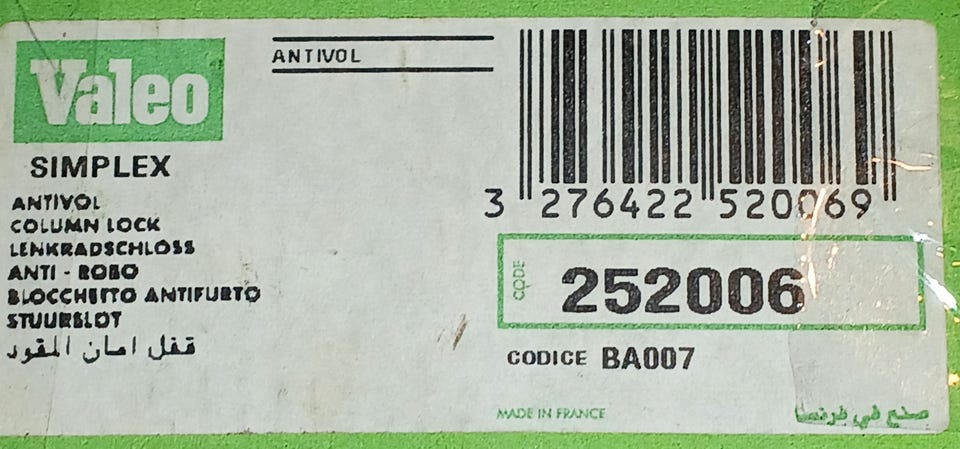 Valeo
SIMPLEX
ANTIVOL
COLUMN LOCK
LENKRADSCHLOSS
ANTI - ROBO
BLOCCHETTO ANTIFURTO
STUURSLOT
قفل امان المقود
ANTIVOL
3 276422 520069
CODE 252006
CODICE BA007
MADE IN FRANCE
صنع في فرنسا